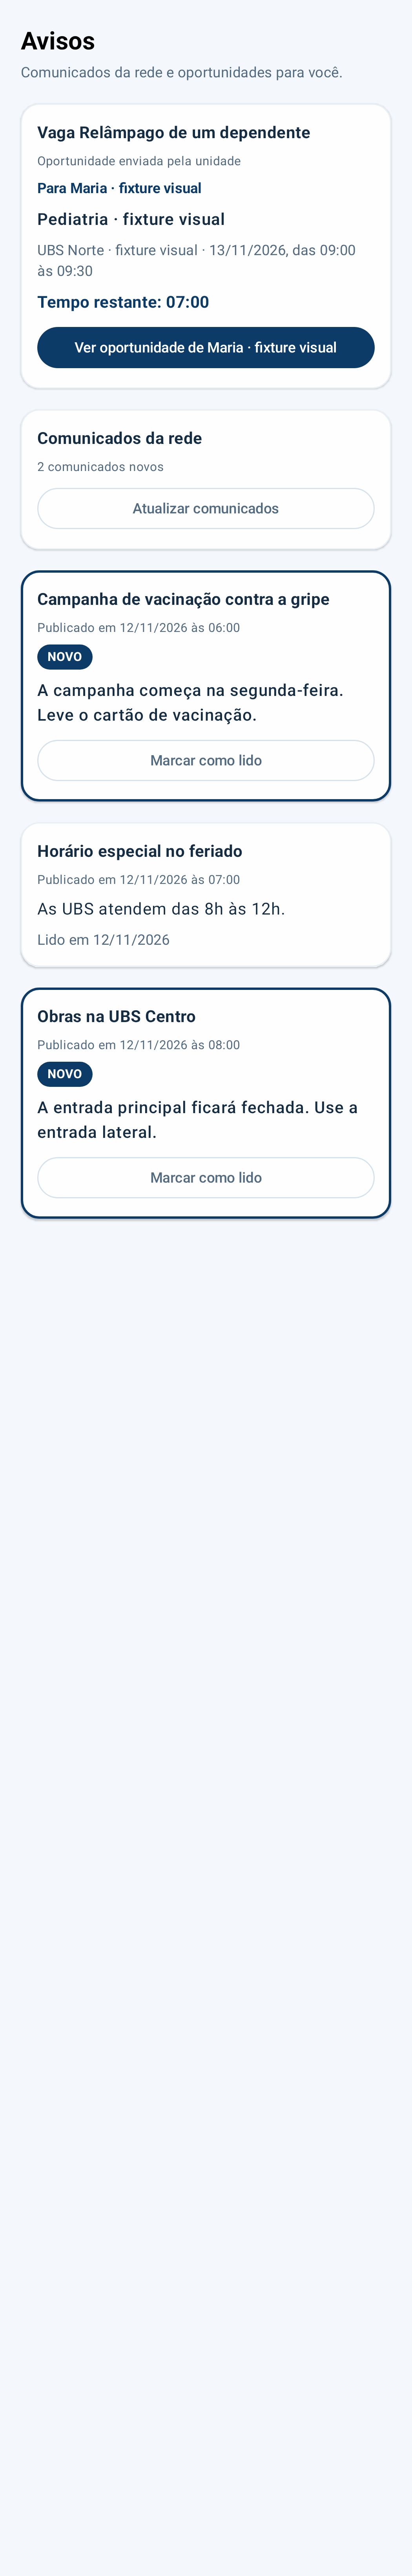 Avisos
Comunicados da rede e oportunidades para você.
Vaga Relâmpago de um dependente
Oportunidade enviada pela unidade
Para Maria · fixture visual
Pediatria · fixture visual
UBS Norte · fixture visual · 13/11/2026, das 09:00
às 09:30
Tempo restante: 07:00
Ver oportunidade de Maria · fixture visual
Comunicados da rede
2 comunicados novos
Atualizar comunicados
Campanha de vacinação contra a gripe
Publicado em 12/11/2026 às 06:00
NOVO
A campanha começa na segunda-feira.
Leve o cartão de vacinação.
Marcar como lido
Horário especial no feriado
Publicado em 12/11/2026 às 07:00
As UBS atendem das 8h às 12h.
Lido em 12/11/2026
Obras na UBS Centro
Publicado em 12/11/2026 às 08:00
NOVO
A entrada principal ficará fechada. Use a
entrada lateral.
Marcar como lido